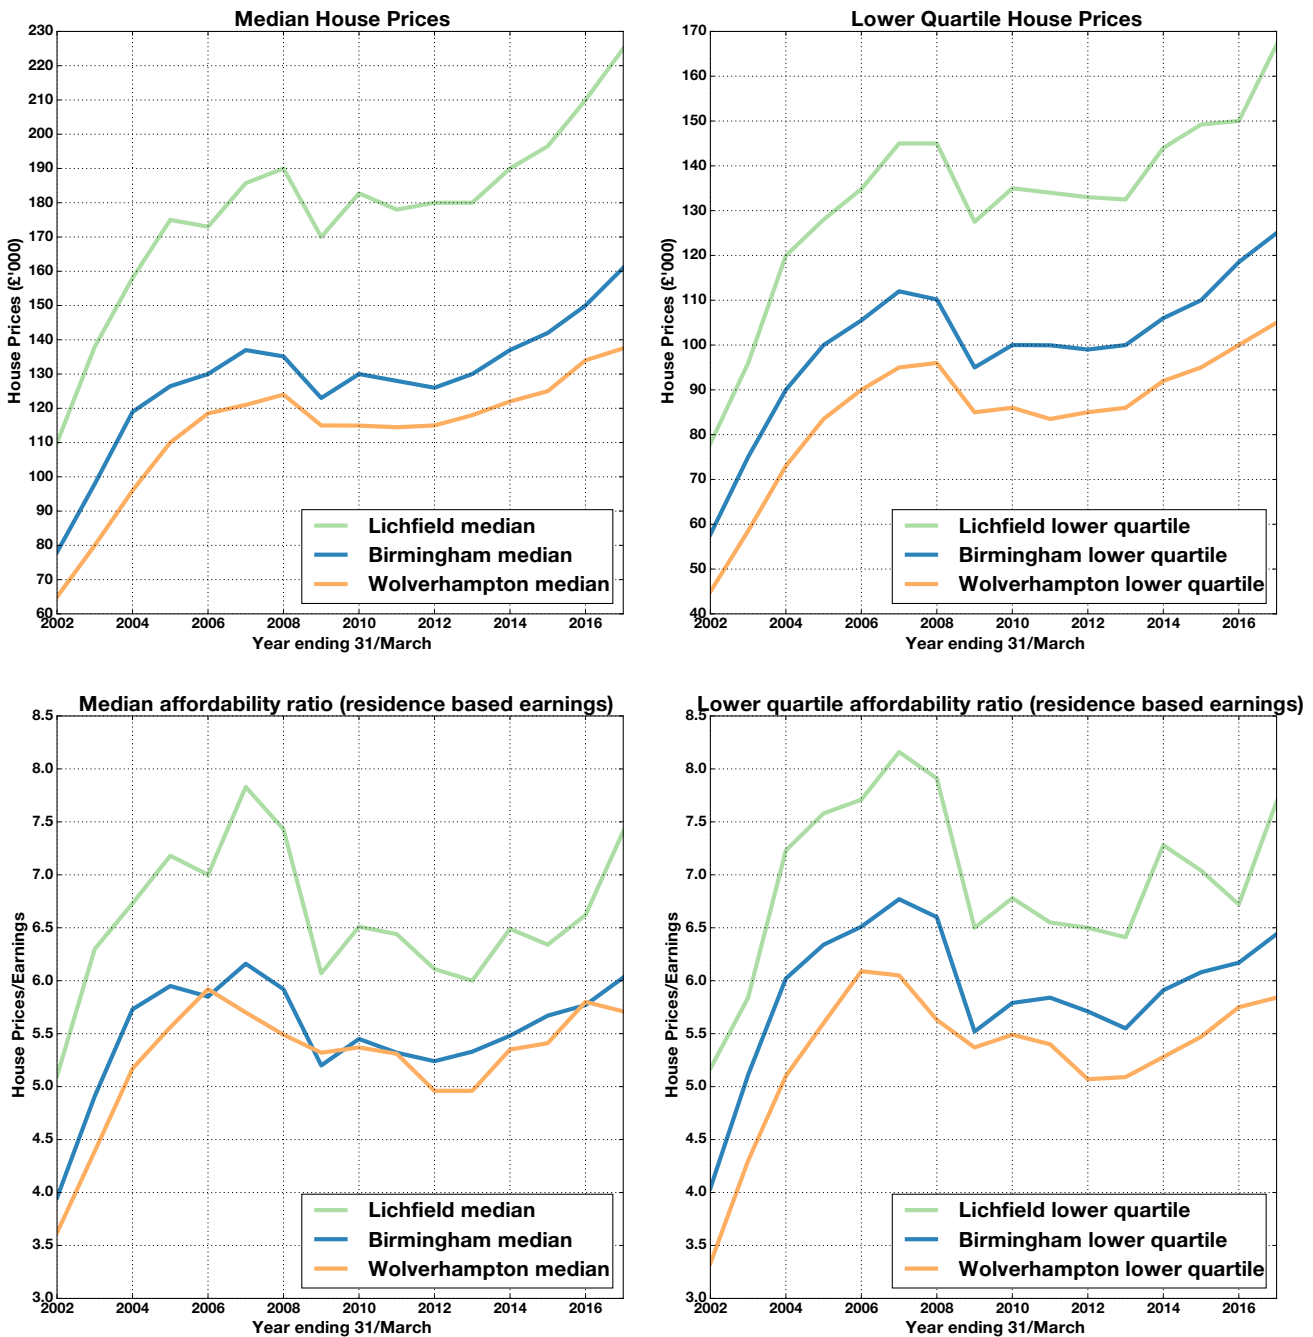 Median House Prices
230
220
210
200
190
180
170
160
150
140
130
120
110
100
90
80
70
60
House Prices (£'000)
Lichfield median
Birmingham median
Wolverhampton median
2002 2004 2006 2008 2010 2012 2014 2016
Year ending 31/March
Lower Quartile House Prices
170
160
150
140
130
120
110
100
90
80
70
60
50
40
House Prices (£'000)
Lichfield lower quartile
Birmingham lower quartile
Wolverhampton lower quartile
2002 2004 2006 2008 2010 2012 2014 2016
Year ending 31/March
Median affordability ratio (residence based earnings)
8.5
8.0
7.5
7.0
6.5
6.0
5.5
5.0
4.5
4.0
3.5
3.0
House Prices/Earnings
Lichfield median
Birmingham median
Wolverhampton median
2002 2004 2006 2008 2010 2012 2014 2016
Year ending 31/March
Lower quartile affordability ratio (residence based earnings)
8.5
8.0
7.5
7.0
6.5
6.0
5.5
5.0
4.5
4.0
3.5
3.0
House Prices/Earnings
Lichfield lower quartile
Birmingham lower quartile
Wolverhampton lower quartile
2002 2004 2006 2008 2010 2012 2014 2016
Year ending 31/March